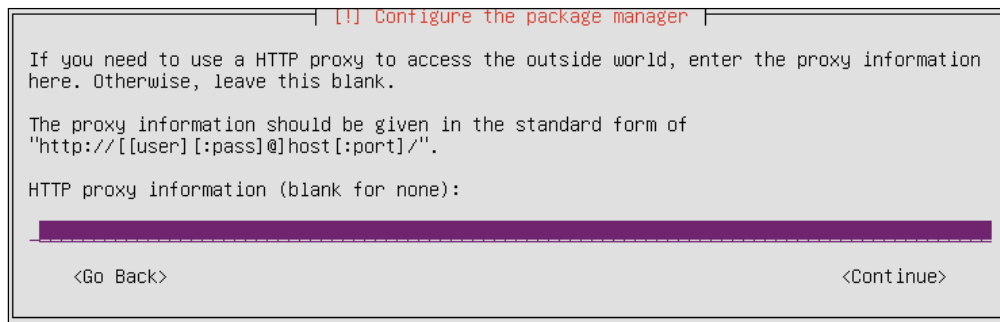 [!] Configure the package manager
If you need to use a HTTP proxy to access the outside world, enter the proxy information
here. Otherwise, leave this blank.
The proxy information should be given in the standard form of
"http://[[user][:pass]@]host[:port]/".
HTTP proxy information (blank for none):
<Go Back> <Continue>